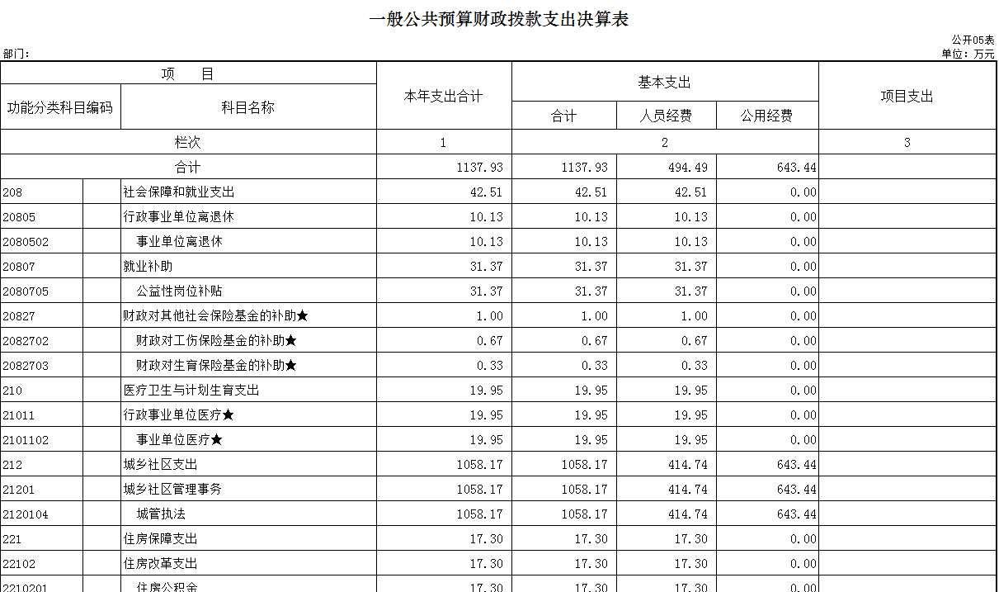 一般公共预算财政拨款支出决算表
公开05表
部门： 单位：万元
项 目 本年支出合计 基本支出 项目支出
功能分类科目编码 科目名称 合计 人员经费 公用经费
栏次 1 2 3
合计 1137.93 1137.93 494.49 643.44
208 社会保障和就业支出 42.51 42.51 42.51 0.00
20805 行政事业单位离退休 10.13 10.13 10.13 0.00
2080502 事业单位离退休 10.13 10.13 10.13 0.00
20807 就业补助 31.37 31.37 31.37 0.00
2080705 公益性岗位补贴 31.37 31.37 31.37 0.00
20827 财政对其他社会保险基金的补助★ 1.00 1.00 1.00 0.00
2082702 财政对工伤保险基金的补助★ 0.67 0.67 0.67 0.00
2082703 财政对生育保险基金的补助★ 0.33 0.33 0.33 0.00
210 医疗卫生与计划生育支出 19.95 19.95 19.95 0.00
21011 行政事业单位医疗★ 19.95 19.95 19.95 0.00
2101102 事业单位医疗★ 19.95 19.95 19.95 0.00
212 城乡社区支出 1058.17 1058.17 414.74 643.44
21201 城乡社区管理事务 1058.17 1058.17 414.74 643.44
2120104 城管执法 1058.17 1058.17 414.74 643.44
221 住房保障支出 17.30 17.30 17.30 0.00
22102 住房改革支出 17.30 17.30 17.30 0.00
2210201 住房公积金 17.30 17.30 17.30 0.00